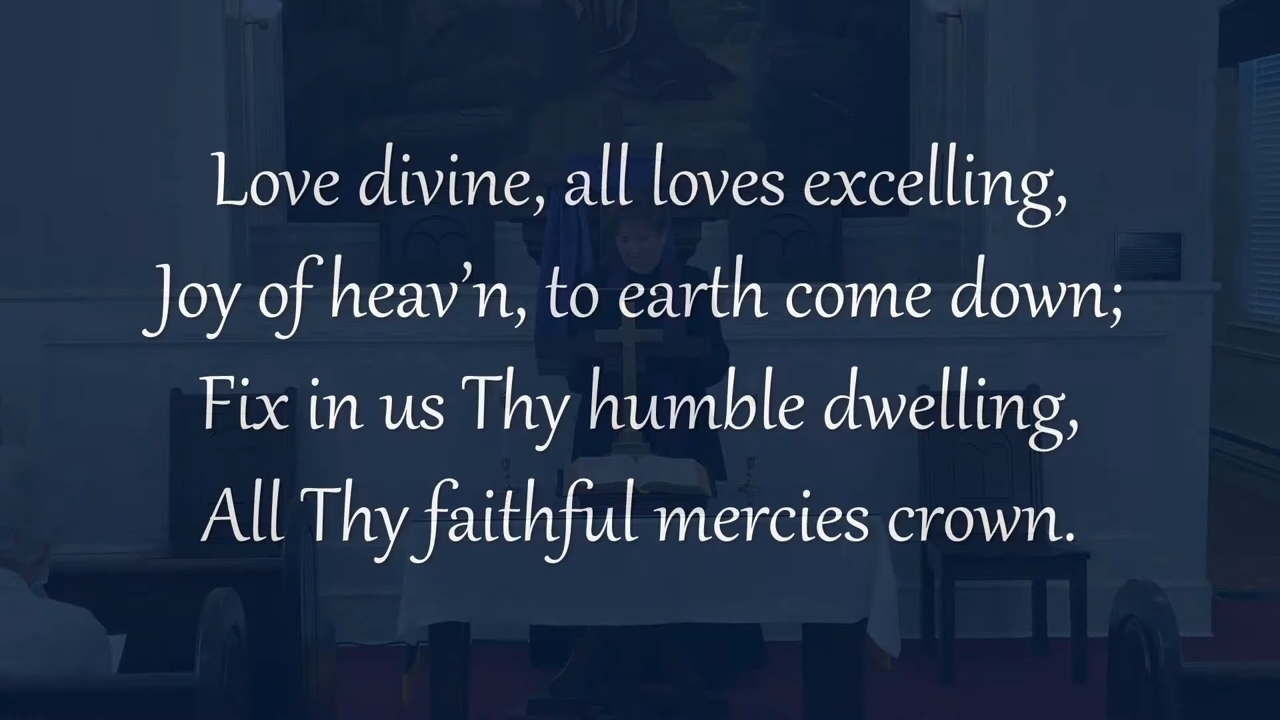 Love divine, all loves excelling,
Joy of heav’n, to earth come down;
Fix in us Thy humble dwelling,
All Thy faithful mercies crown.